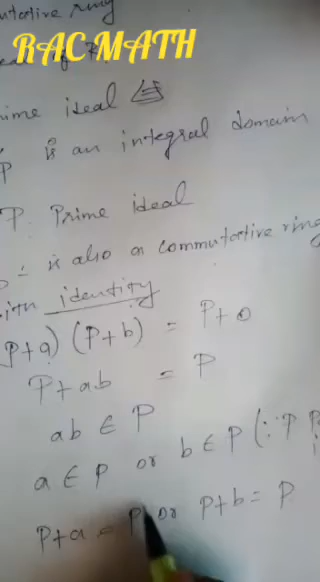 commutative ring
RAC MATH
ideal of R.
prime ideal ⇔
P is an integral domain
P. Prime ideal
P is also a commutative ring
with identity
(P+a) (P+b) = P+0
P+ab = P
ab ∈ P
a ∈ P or b ∈ P (∵ P
P+a = P or P+b = P